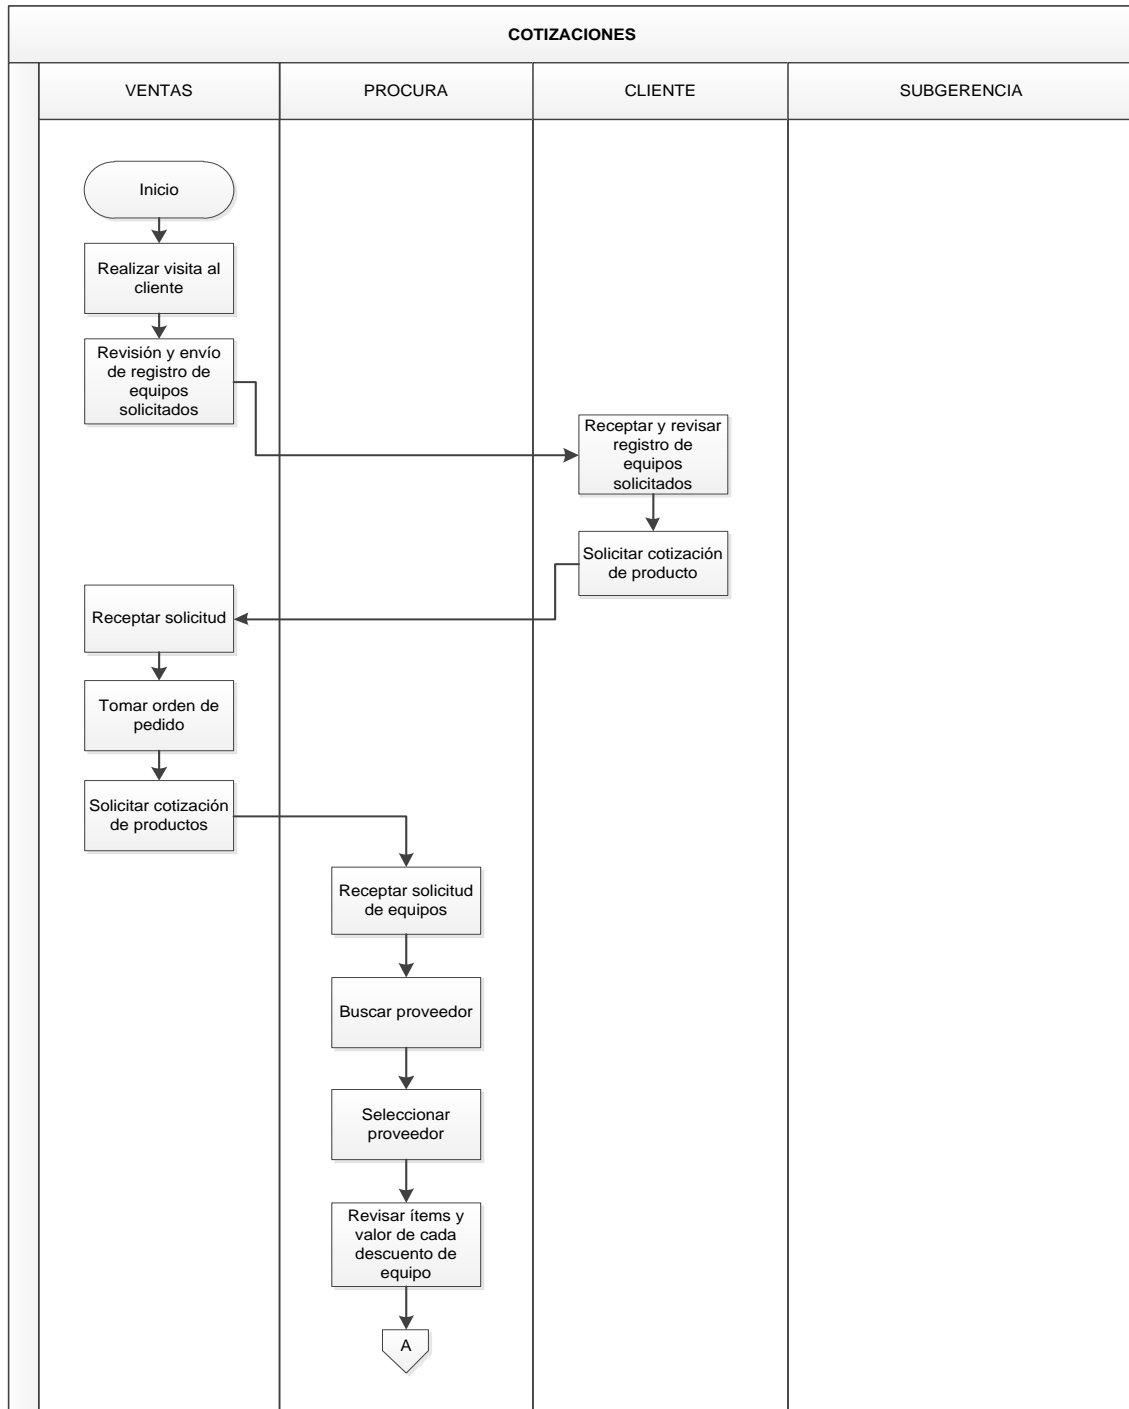 COTIZACIONES
VENTAS
PROCURA
CLIENTE
SUBGERENCIA
Inicio
Realizar visita al
cliente
Revisión y envío
de registro de
equipos
solicitados
Receptar y revisar
registro de
equipos
solicitados
Solicitar cotización
de producto
Receptar solicitud
Tomar orden de
pedido
Solicitar cotización
de productos
Receptar solicitud
de equipos
Buscar proveedor
Seleccionar
proveedor
Revisar ítems y
valor de cada
descuento de
equipo
A